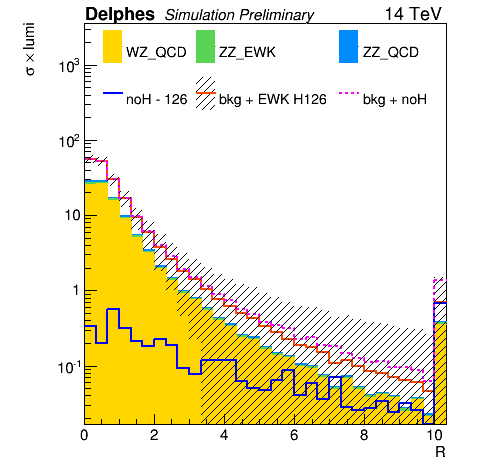 Delphes Simulation Preliminary 14 TeV
σ × lumi
WZ_QCD ZZ_EWK ZZ_QCD
noH - 126 bkg + EWK H126 bkg + noH
10³
10²
10
1
10⁻¹
0 2 4 6 8 10
R